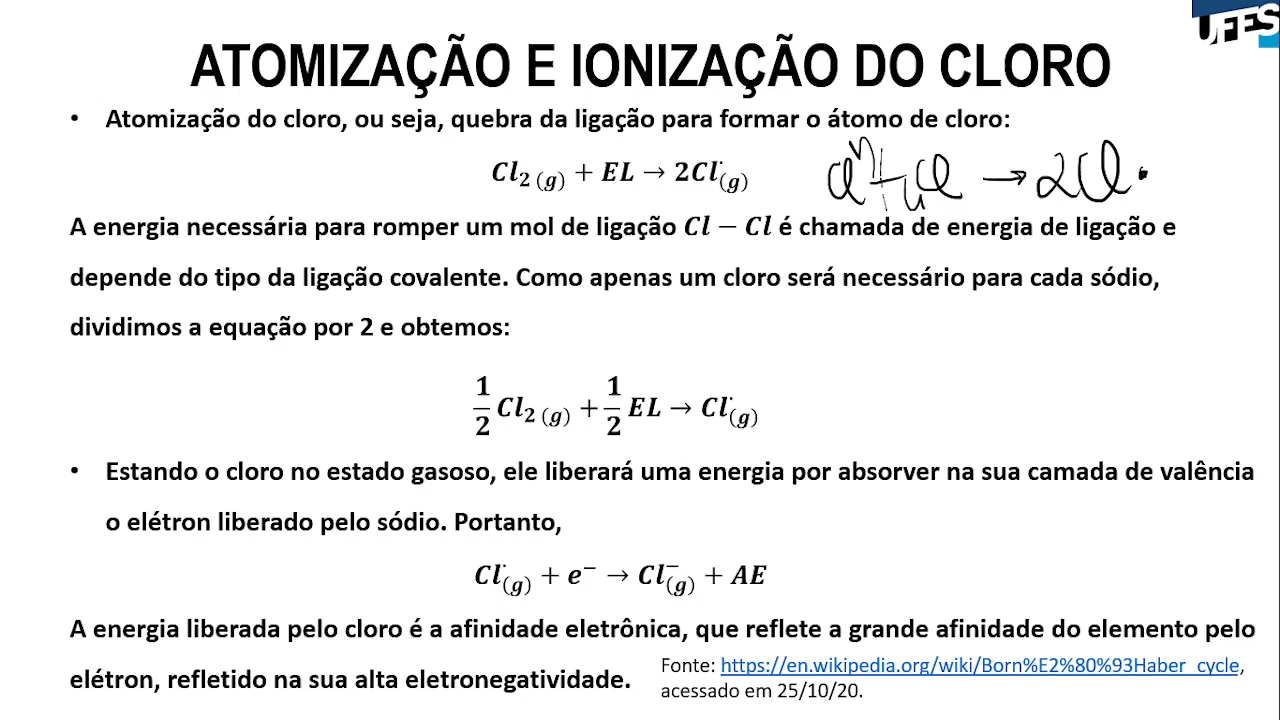 UFES
ATOMIZAÇÃO E IONIZAÇÃO DO CLORO
• Atomização do cloro, ou seja, quebra da ligação para formar o átomo de cloro:
Cl₂ (g) + EL → 2Cl˙(g)
→ 2Cl ·
A energia necessária para romper um mol de ligação Cl − Cl é chamada de energia de ligação e
depende do tipo da ligação covalente. Como apenas um cloro será necessário para cada sódio,
dividimos a equação por 2 e obtemos:
1/2 Cl₂ (g) + 1/2 EL → Cl˙(g)
• Estando o cloro no estado gasoso, ele liberará uma energia por absorver na sua camada de valência
o elétron liberado pelo sódio. Portanto,
Cl˙(g) + e⁻ → Cl⁻(g) + AE
A energia liberada pelo cloro é a afinidade eletrônica, que reflete a grande afinidade do elemento pelo
elétron, refletido na sua alta eletronegatividade.
Fonte: https://en.wikipedia.org/wiki/Born%E2%80%93Haber_cycle,
acessado em 25/10/20.